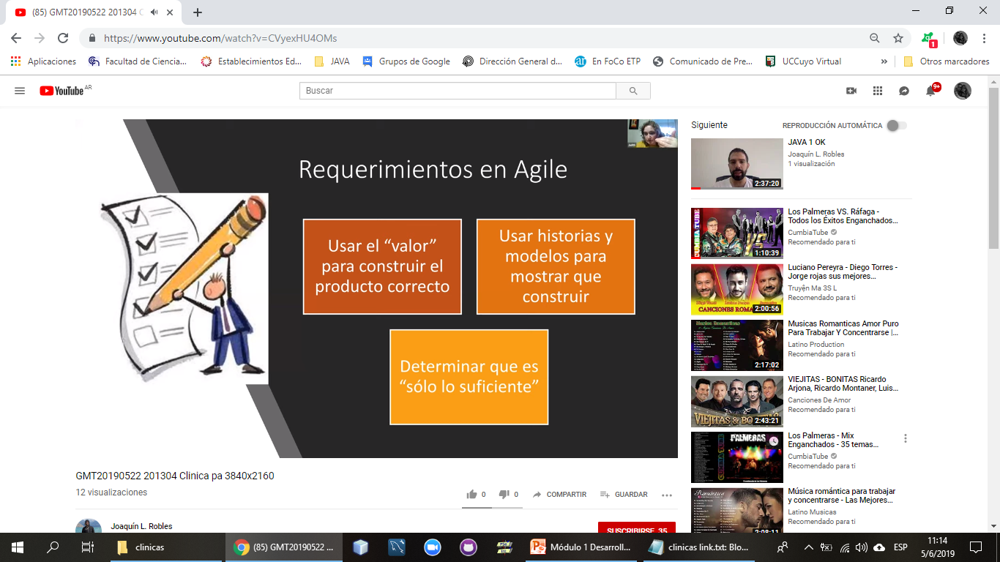 (85) GMT20190522 201304 C
https://www.youtube.com/watch?v=CVyexHU4OMs
1
Aplicaciones
Facultad de Ciencia...
Establecimientos Ed...
JAVA
Grupos de Google
Dirección General d...
En FoCo ETP
Comunicado de Pre...
UCCuyo Virtual
»
Otros marcadores
YouTube AR
Buscar
9+
Requerimientos en Agile
Usar el “valor”
para construir el
producto correcto
Usar historias y
modelos para
mostrar que
construir
Determinar que es
“sólo lo suficiente”
GMT20190522 201304 Clinica pa 3840x2160
12 visualizaciones
0
0
COMPARTIR
GUARDAR
Joaquín L. Robles
SUSCRIBIRSE 35
Siguiente
REPRODUCCIÓN AUTOMÁTICA
2:37:20
JAVA 1 OK
Joaquín L. Robles
1 visualización
CUMBIA TUBE
VS
1:10:39
Los Palmeras VS. Ráfaga -
Todos los Éxitos Enganchados...
CumbiaTube
Recomendado para ti
CANCIONES ROMA
2:00:56
Luciano Pereyra - Diego Torres -
Jorge rojas sus mejores...
Truyện Ma 3S L
Recomendado para ti
2:17:02
Musicas Romanticas Amor Puro
Para Trabajar Y Concentrarse |...
Latino Production
Recomendado para ti
VIEJITAS & BO
2:43:21
VIEJITAS - BONITAS Ricardo
Arjona, Ricardo Montaner, Luis...
Canciones De Amor
Recomendado para ti
PALMERAS
Los Palmeras - Mix
Enganchados - 35 temas...
CumbiaTube
Recomendado para ti
Romántica
2:08:11
Música romántica para trabajar
y concentrarse - Las Mejores...
Latino Musicas
Recomendado para ti
clinicas
(85) GMT20190522 ...
Módulo 1 Desarroll...
clinicas link.txt: Blo...
ESP
11:14
5/6/2019